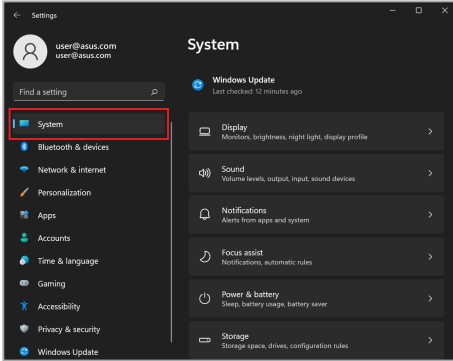 Settings
user@asus.com
user@asus.com
Find a setting
System
Bluetooth & devices
Network & internet
Personalization
Apps
Accounts
Time & language
Gaming
Accessibility
Privacy & security
Windows Update
System
Windows Update
Last checked: 12 minutes ago
Display
Monitors, brightness, night light, display profile
Sound
Volume levels, output, input, sound devices
Notifications
Alerts from apps and system
Focus assist
Notifications, automatic rules
Power & battery
Sleep, battery usage, battery saver
Storage
Storage space, drives, configuration rules